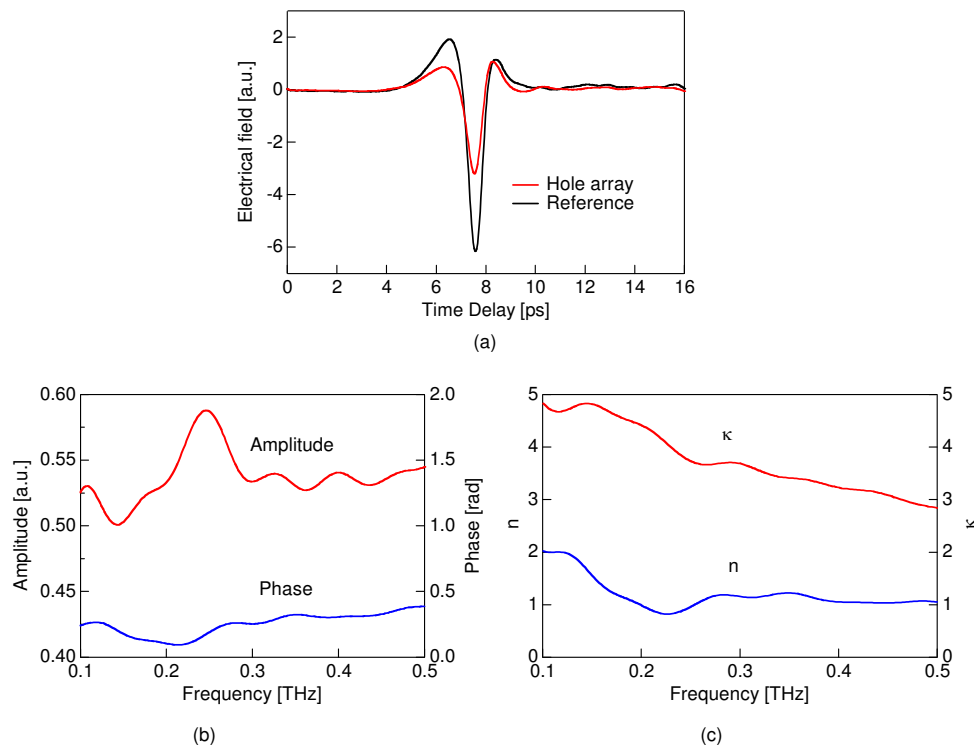 2
0
-2
-4
-6
Electrical field [a.u.]
Hole array
Reference
0 2 4 6 8 10 12 14 16
Time Delay [ps]
(a)
0.60
0.55
0.50
0.45
0.40
Amplitude [a.u.]
Amplitude
Phase
2.0
1.5
1.0
0.5
0.0
Phase [rad]
0.1 0.2 0.3 0.4 0.5
Frequency [THz]
(b)
5
4
3
2
1
0
n
κ
n
5
4
3
2
1
0
κ
0.1 0.2 0.3 0.4 0.5
Frequency [THz]
(c)